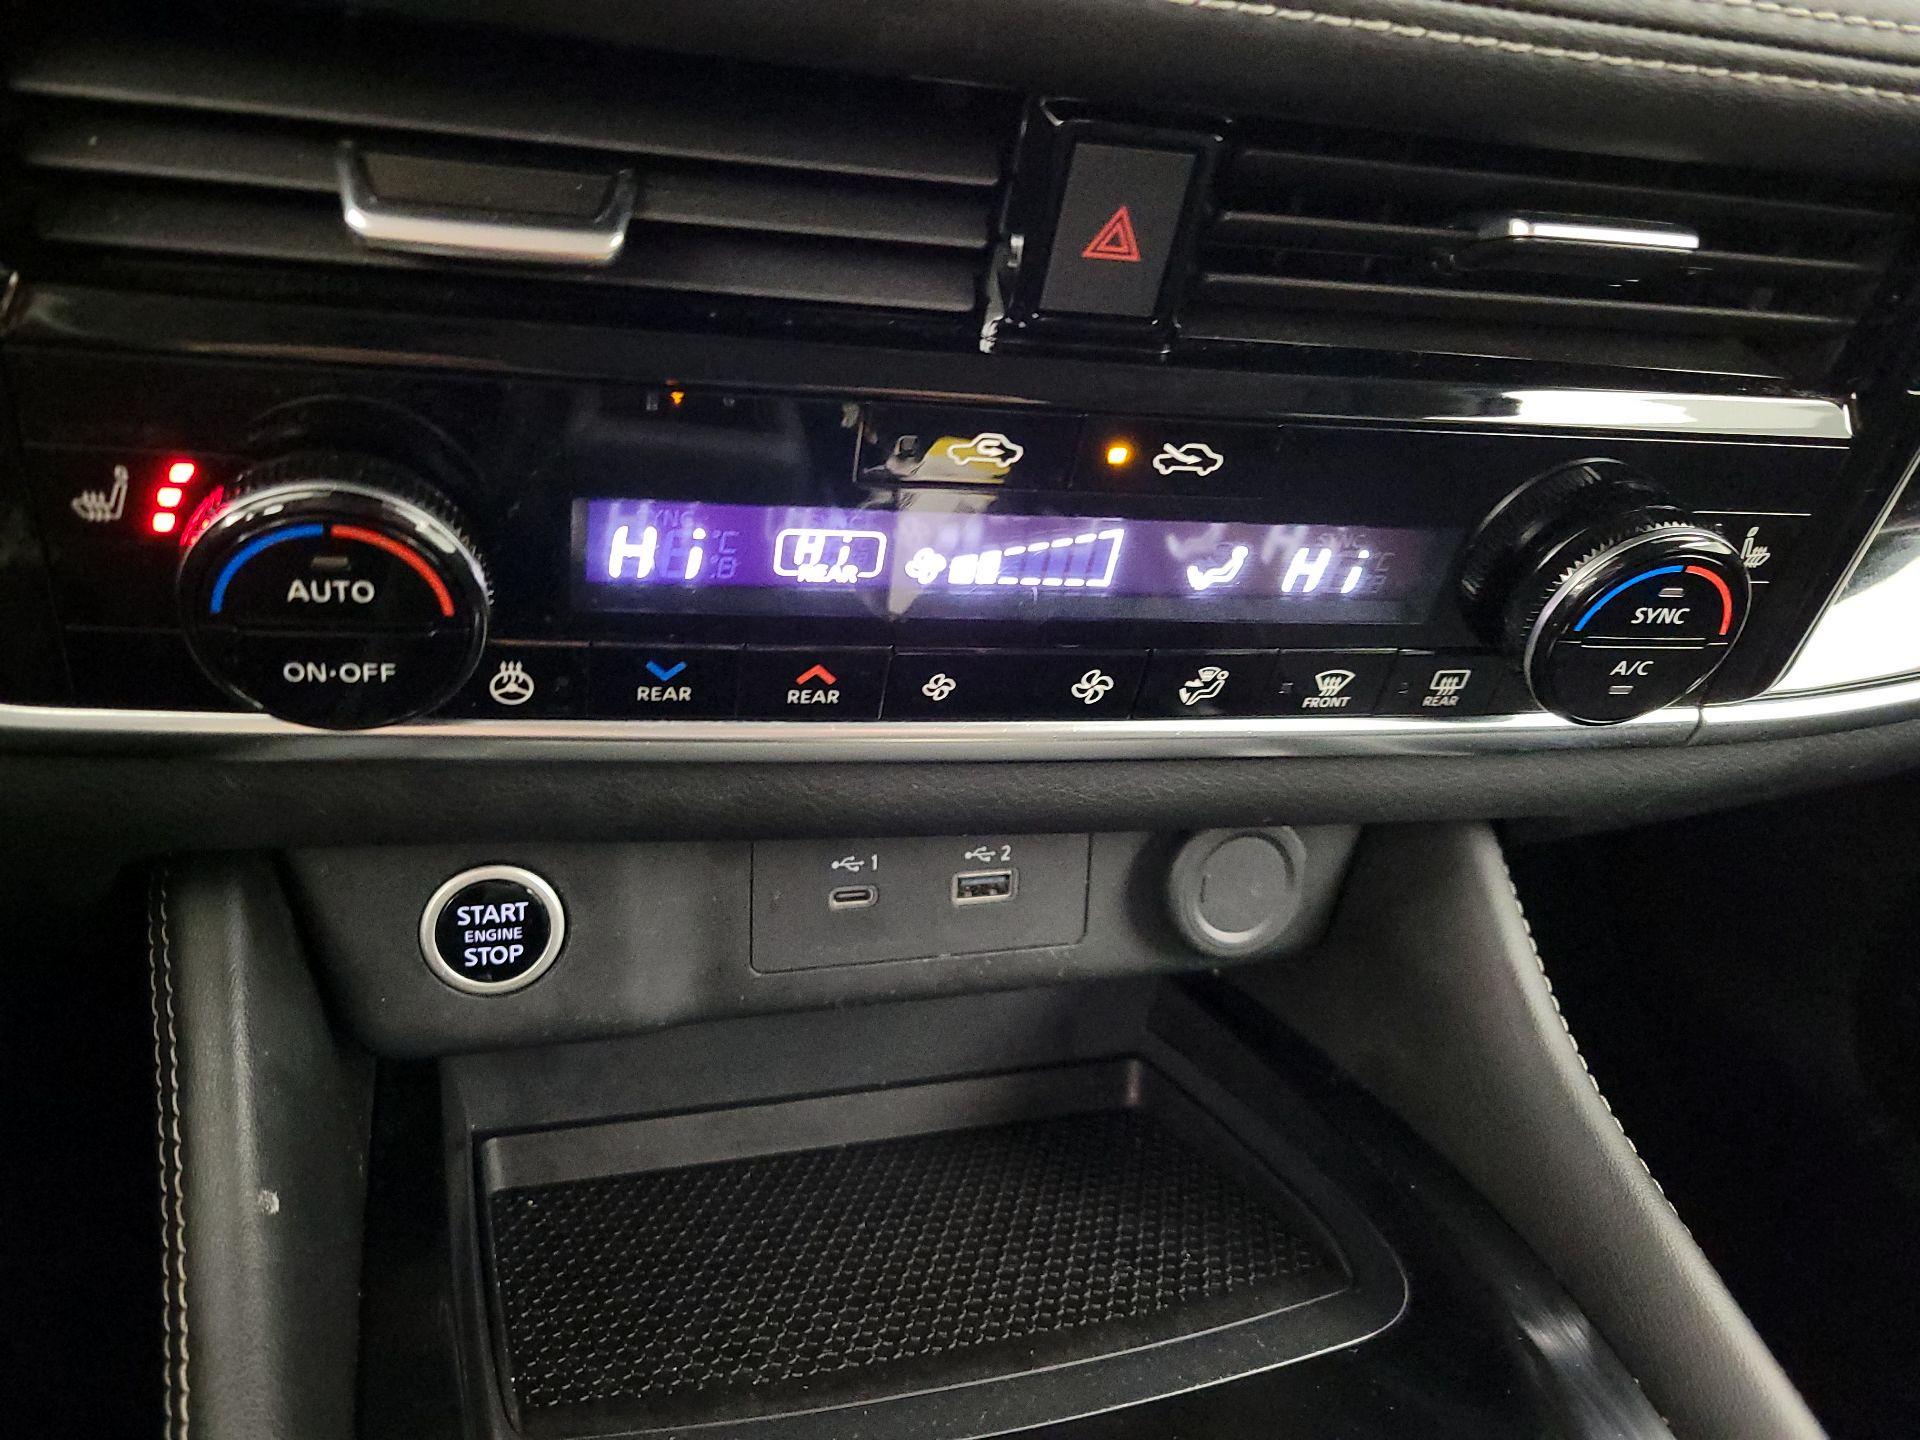 Hi
Hi
REAR
Hi
AUTO
ON·OFF
SYNC
A/C
REAR
REAR
FRONT
REAR
START
ENGINE
STOP
1
2